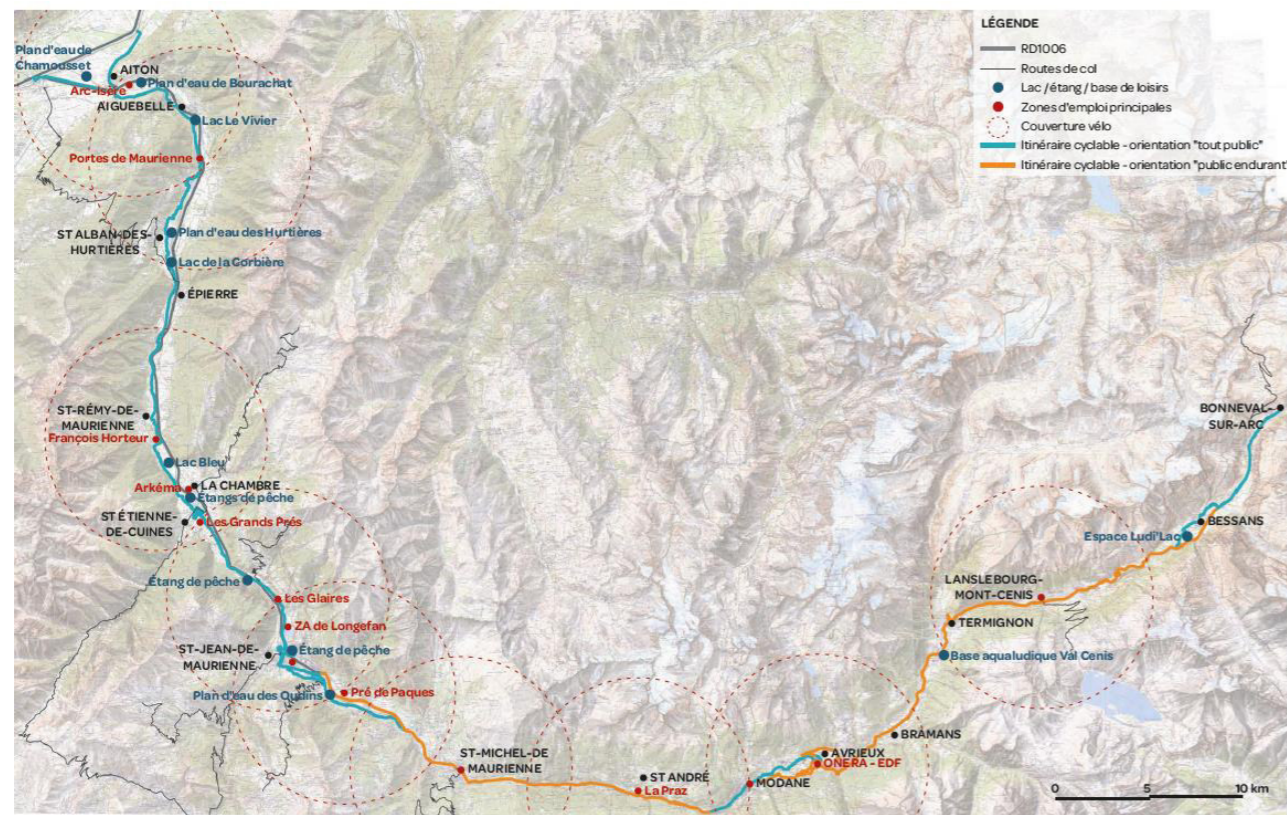 LÉGENDE
RD1006
Routes de col
Lac / étang / base de loisirs
Zones d'emploi principales
Couverture vélo
Itinéraire cyclable - orientation "tout public"
Itinéraire cyclable - orientation "public endurant"
Plan d'eau de
Chamousset
AITON
Arc-Isère
Plan d'eau de Bourachat
AIGUEBELLE
Lac Le Vivier
Portes de Maurienne
ST ALBAN-DES-
HURTIÈRES
Plan d'eau des Hurtières
Lac de la Corbière
ÉPIERRE
ST-RÉMY-DE-
MAURIENNE
François Horteur
Lac Bleu
Arkéma
LA CHAMBRE
Étangs de pêche
ST ÉTIENNE-
DE-CUINES
Les Grands Prés
Étang de pêche
Les Glaires
ZA de Longefan
ST-JEAN-DE-
MAURIENNE
Étang de pêche
Plan d'eau des Oudins
Pré de Paques
ST-MICHEL-DE
MAURIENNE
ST ANDRÉ
La Praz
MODANE
AVRIEUX
ONERA - EDF
BRAMANS
Base aqualudique Val Cenis
TERMIGNON
LANSLEBOURG-
MONT-CENIS
Espace Ludi'Lac
BESSANS
BONNEVAL-
SUR-ARC
0 5 10 km